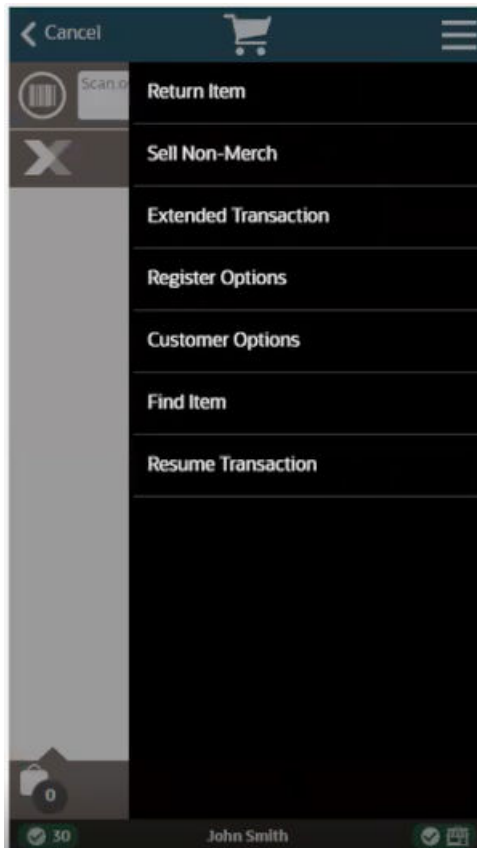 Cancel
Scan o
Return Item
Sell Non-Merch
Extended Transaction
Register Options
Customer Options
Find Item
Resume Transaction
0
30 John Smith